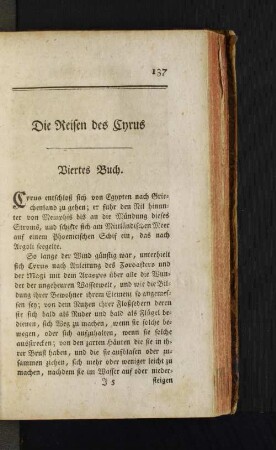 137
Die Reisen des Cyrus
Viertes Buch.
Cyrus entschloß sich von Egypten nach Grie-
chenland zu gehen; er fuhr den Nil hinun-
ter von Memphis bis an die Mündung dieses
Stroms, und schifte sich am Mittländischen Meer
auf einem Phoenicischen Schif ein, das nach
Argolis seegelte.
So lange der Wind günstig war, unterhielt
sich Cyrus nach Anleitung des Zoroasters und
der Magi mit dem Araspes über alle die Wun-
der der ungeheuren Wasserwelt, und wie die Bil-
dung ihrer Bewohner ihrem Element so angemes-
sen sey; von dem Nutzen ihrer Floßfedern deren
sie sich bald als Ruder und bald als Flügel be-
dienen, sich Weg zu machen, wenn sie solche be-
wegen, oder sich aufzuhalten, wenn sie solche
ausstrecken; von den zarten Häuten die sie in ih-
rer Brust haben, und die sie aufblasen oder zu-
sammen ziehen, sich mehr oder weniger leicht zu
machen, nachdem sie im Wasser auf oder nieder-
J 5 steigen